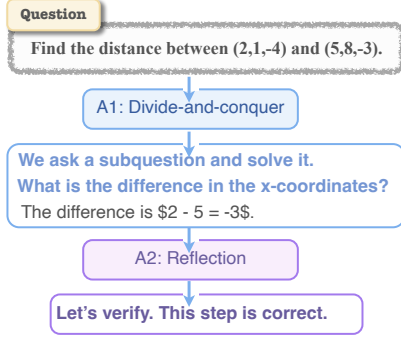 Question
Find the distance between (2,1,-4) and (5,8,-3).
A1: Divide-and-conquer
We ask a subquestion and solve it.
What is the difference in the x-coordinates?
The difference is $2 - 5 = -3$.
A2: Reflection
Let's verify. This step is correct.